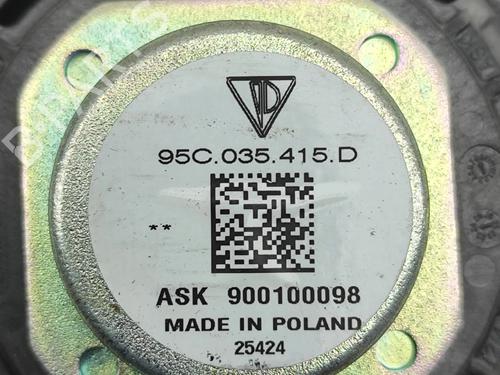 95C.035.415.D
**
ASK 900100098
MADE IN POLAND
25424